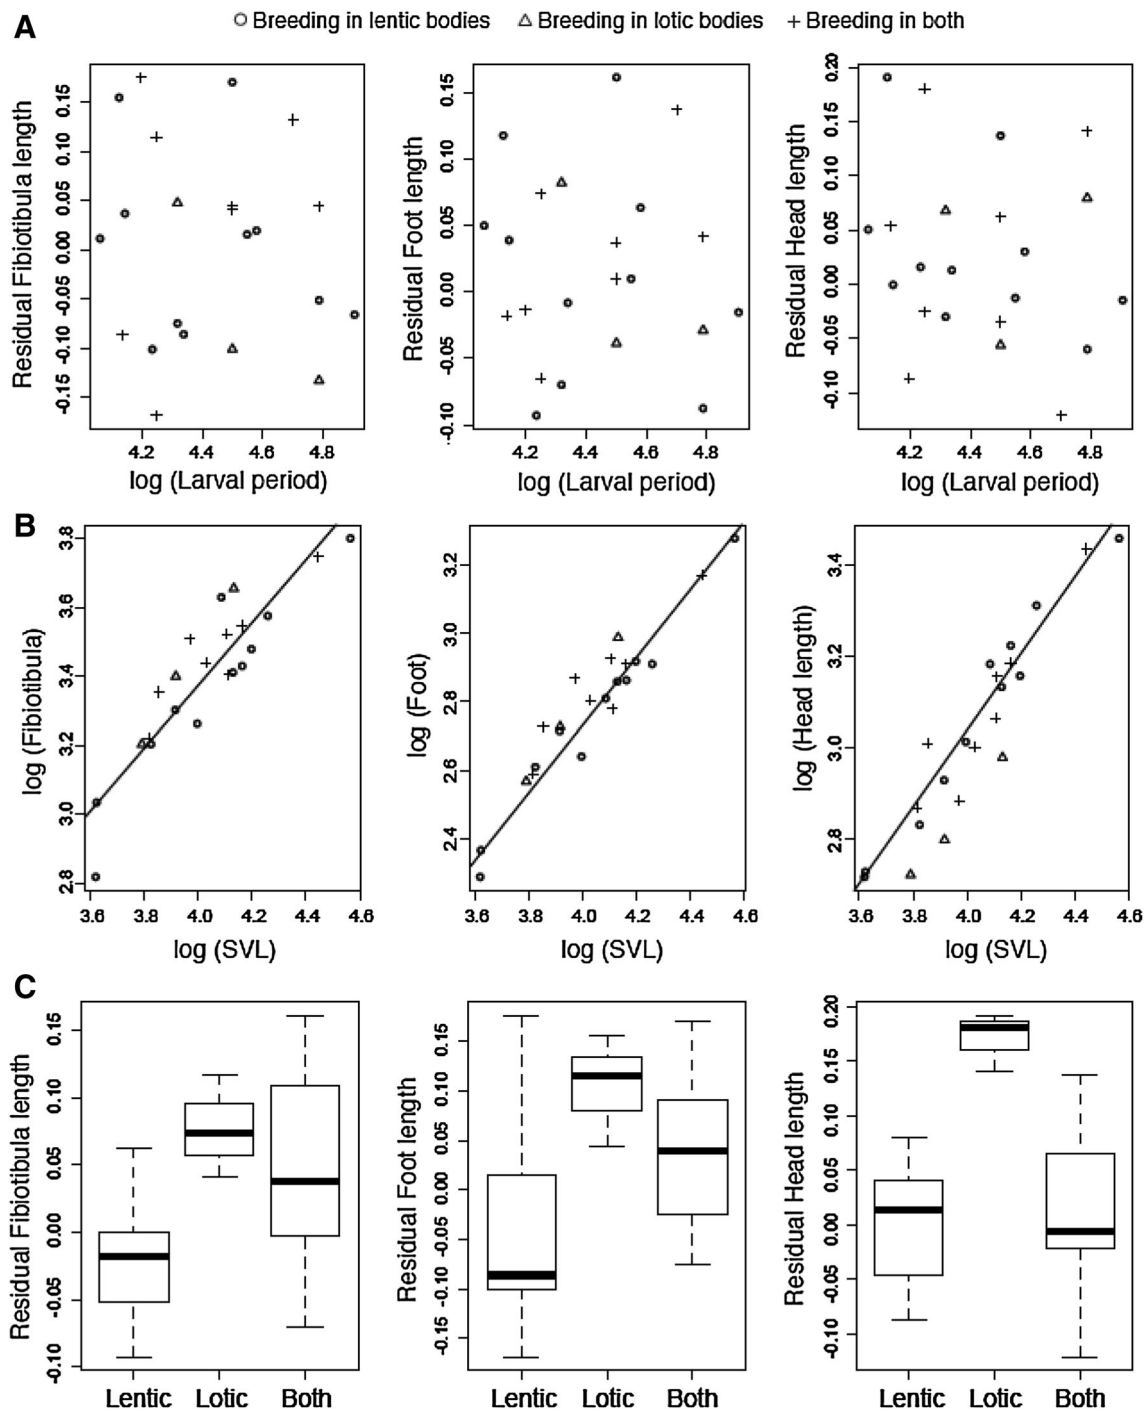 A
Breeding in lentic bodies Breeding in lotic bodies Breeding in both
Residual Fibiotibula length
-0.15 -0.10 -0.05 0.00 0.05 0.10 0.15
4.2 4.4 4.6 4.8
log (Larval period)
Residual Foot length
-0.10 -0.05 0.00 0.05 0.10 0.15
4.2 4.4 4.6 4.8
log (Larval period)
Residual Head length
-0.10 -0.05 0.00 0.05 0.10 0.15 0.20
4.2 4.4 4.6 4.8
log (Larval period)
B
log (Fibiotibula)
2.8 3.0 3.2 3.4 3.6 3.8
3.6 3.8 4.0 4.2 4.4 4.6
log (SVL)
log (Foot)
2.4 2.6 2.8 3.0 3.2
3.6 3.8 4.0 4.2 4.4 4.6
log (SVL)
log (Head length)
2.8 3.0 3.2 3.4
3.6 3.8 4.0 4.2 4.4 4.6
log (SVL)
C
Residual Fibiotibula length
-0.10 -0.05 0.00 0.05 0.10 0.15
Lentic Lotic Both
Residual Foot length
-0.15 -0.10 -0.05 0.00 0.05 0.10 0.15
Lentic Lotic Both
Residual Head length
-0.10 -0.05 0.00 0.05 0.10 0.15 0.20
Lentic Lotic Both